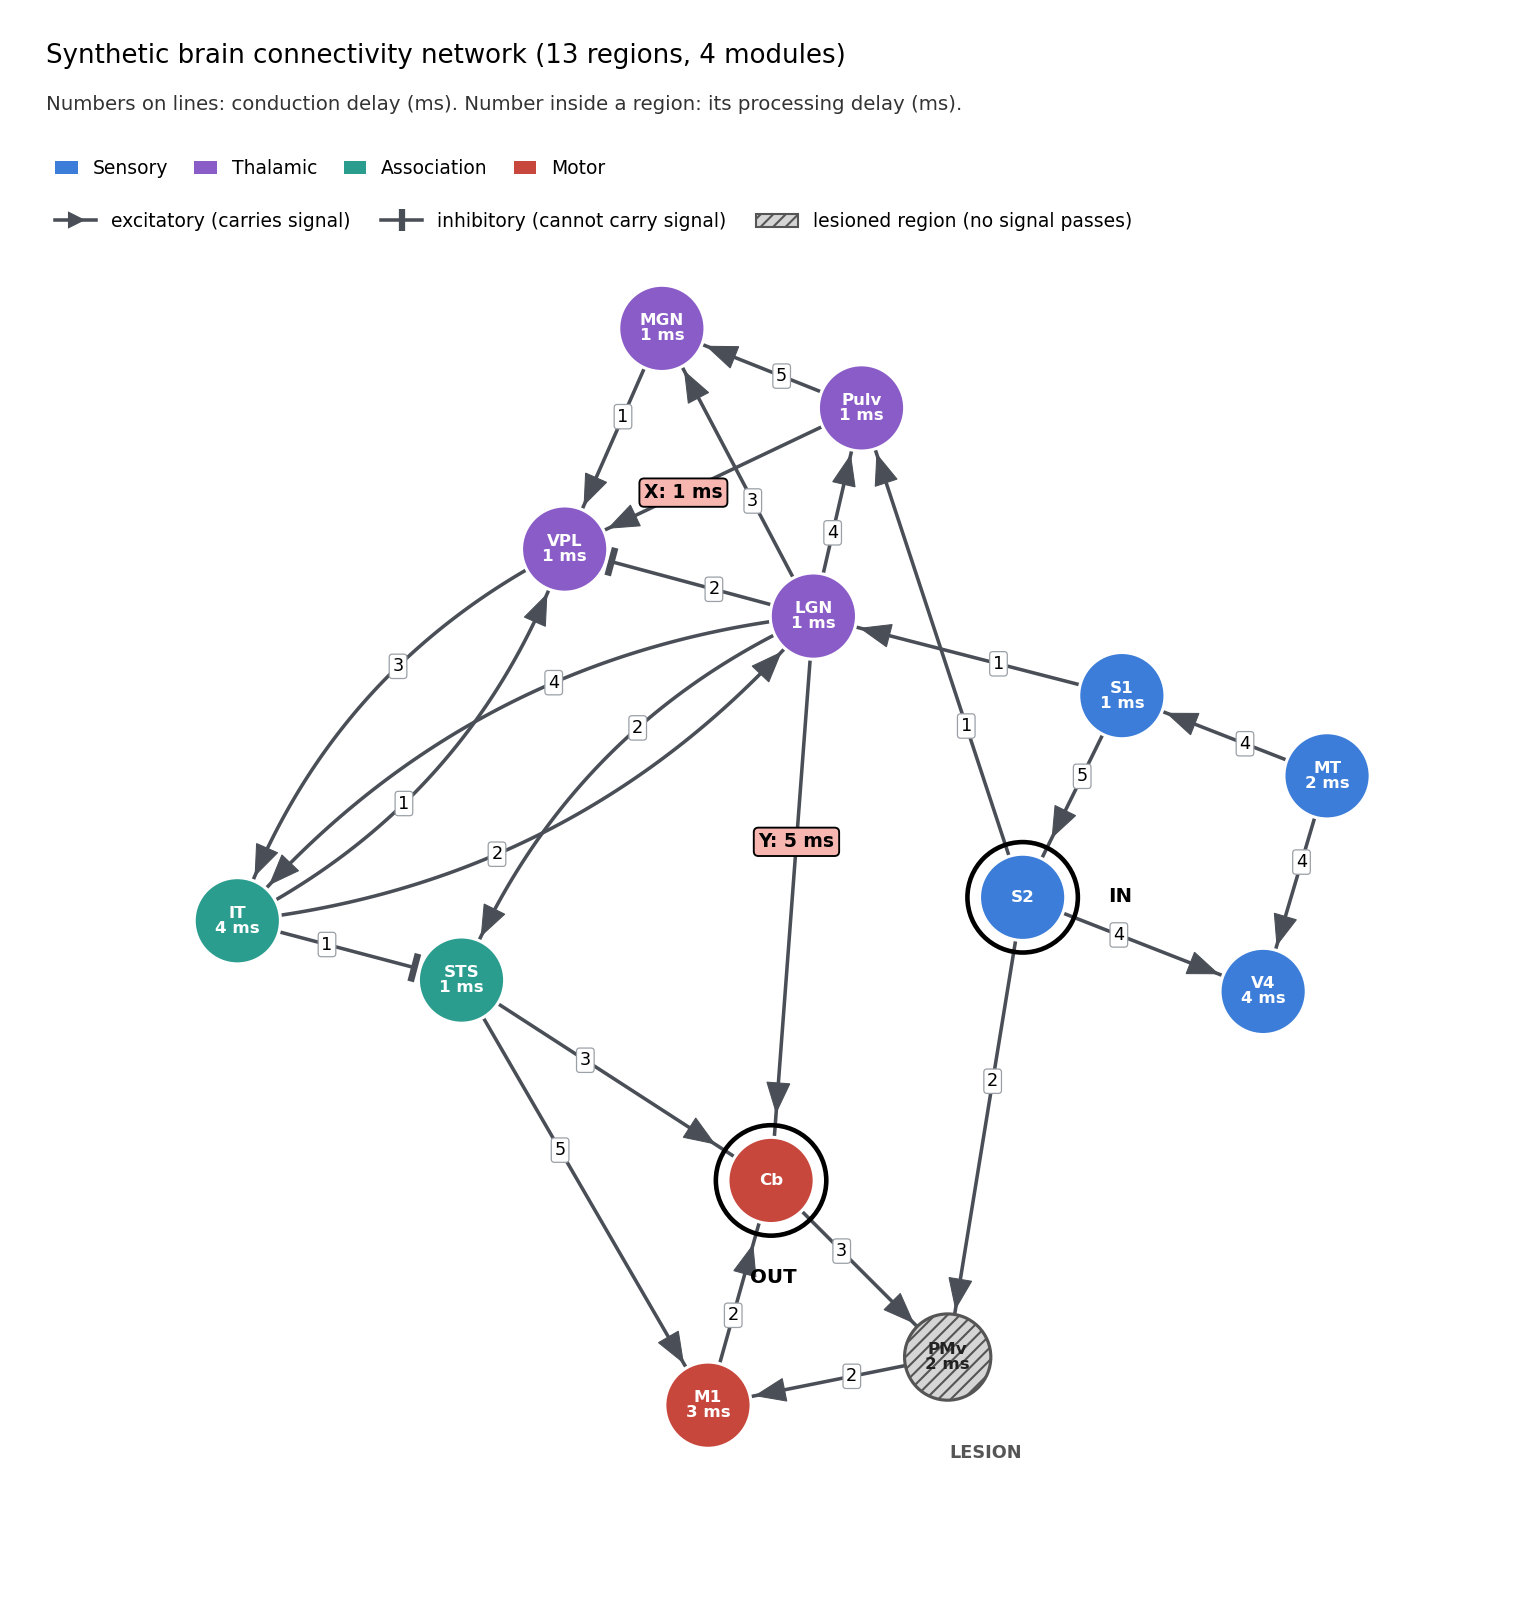 Synthetic brain connectivity network (13 regions, 4 modules)
Numbers on lines: conduction delay (ms). Number inside a region: its processing delay (ms).
Sensory Thalamic Association Motor
excitatory (carries signal) inhibitory (cannot carry signal) lesioned region (no signal passes)
MGN
1 ms
5
Pulv
1 ms
1
X: 1 ms
3
4
VPL
1 ms
2
LGN
1 ms
3
4
1
S1
1 ms
2
1
4
MT
2 ms
5
1
2
Y: 5 ms
4
IT
4 ms
S2
IN
1
4
STS
1 ms
V4
4 ms
3
2
5
Cb
3
OUT
2
PMv
2 ms
2
M1
3 ms
LESION